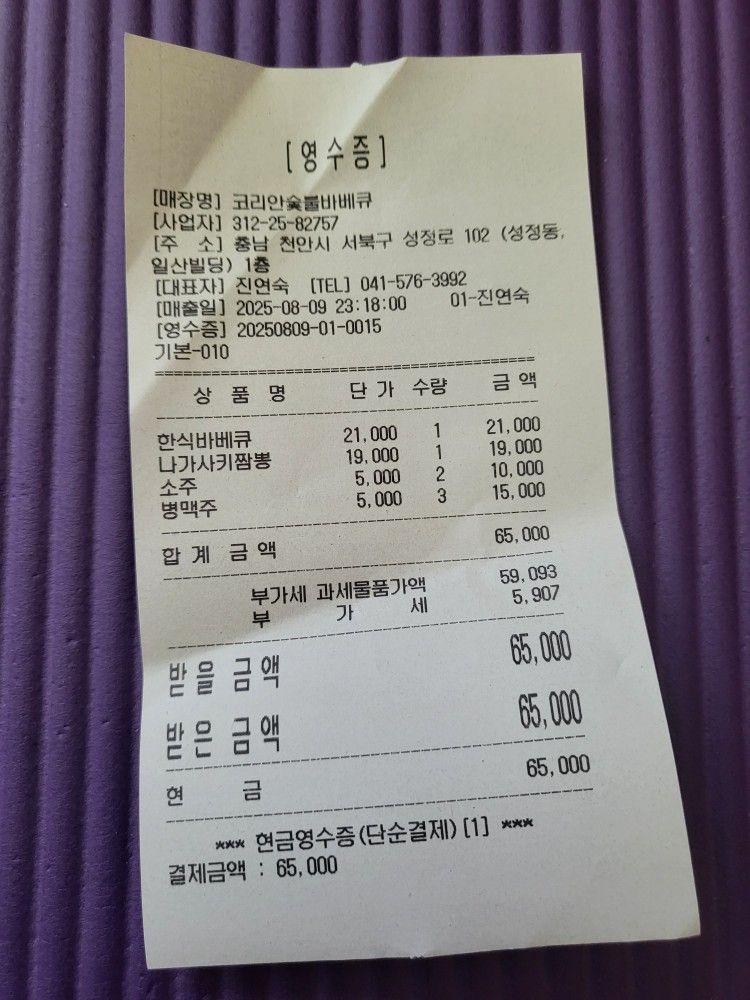 [영수증]
[매장명] 코리안숯불바베큐
[사업자] 312-25-82757
[주 소] 충남 천안시 서북구 성정로 102 (성정동,
일산빌딩) 1층
[대표자] 진연숙 [TEL] 041-576-3992
[매출일] 2025-08-09 23:18:00 01-진연숙
[영수증] 20250809-01-0015
기본-010
상 품 명 단 가 수량 금 액
한식바베큐 21,000 1 21,000
나가사키짬뽕 19,000 1 19,000
소주 5,000 2 10,000
병맥주 5,000 3 15,000
합 계 금 액 65,000
부가세 과세물품가액 59,093
부 가 세 5,907
받을 금액 65,000
받은 금액 65,000
현 금 65,000
*** 현금영수증(단순결제)[1] ***
결제금액 : 65,000